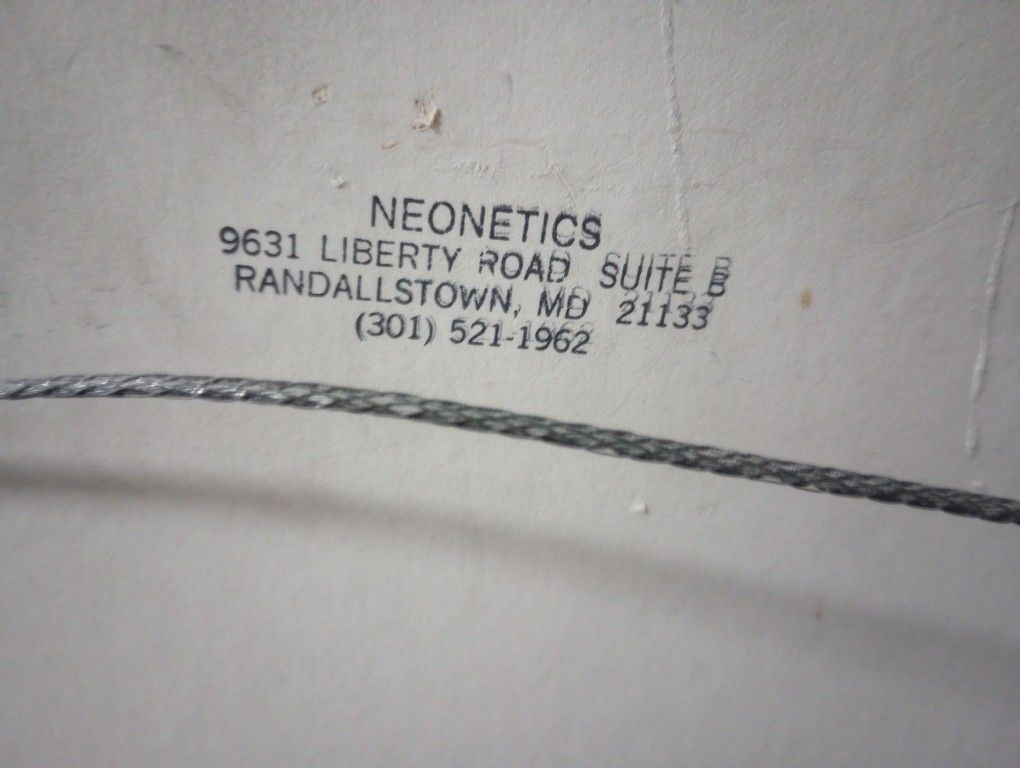 NEONETICS
9631 LIBERTY ROAD SUITE B
RANDALLSTOWN, MD 21133
(301) 521-1962